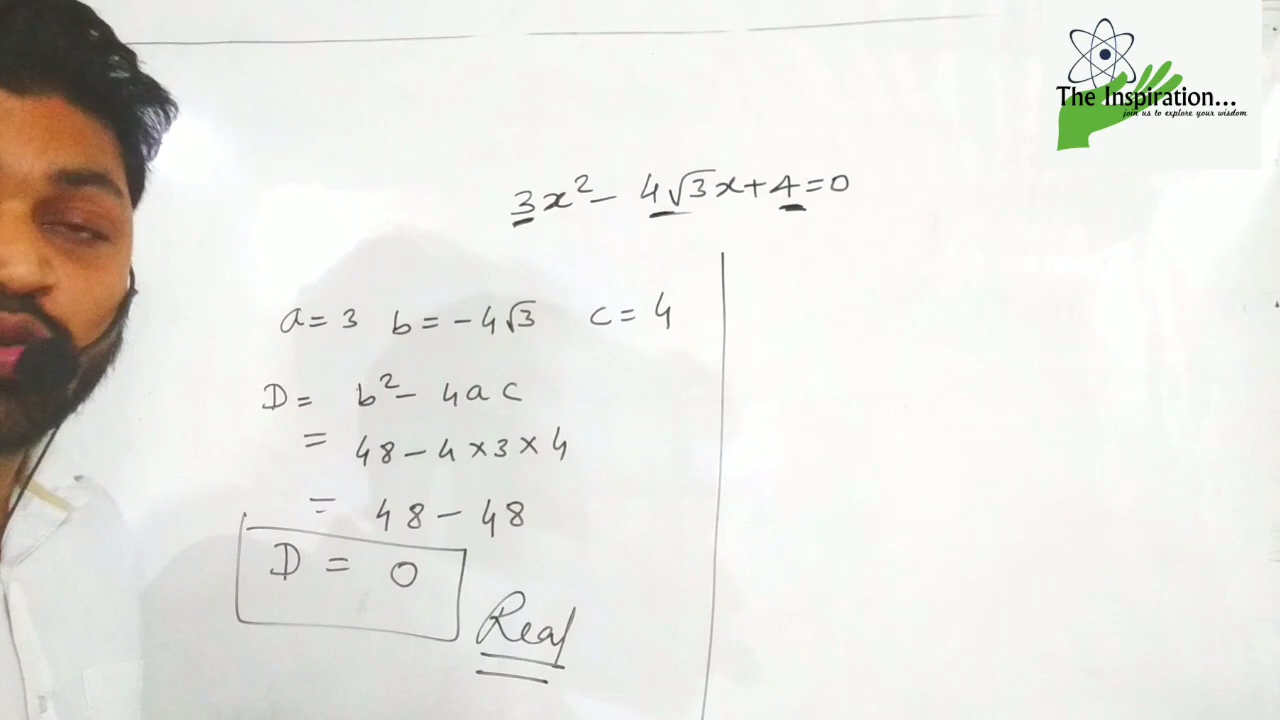 The Inspiration...
join us to explore your wisdom
3x² - 4√3x + 4 = 0
a = 3 b = -4√3 c = 4
D = b² - 4ac
= 48 - 4 × 3 × 4
= 48 - 48
D = 0
Real